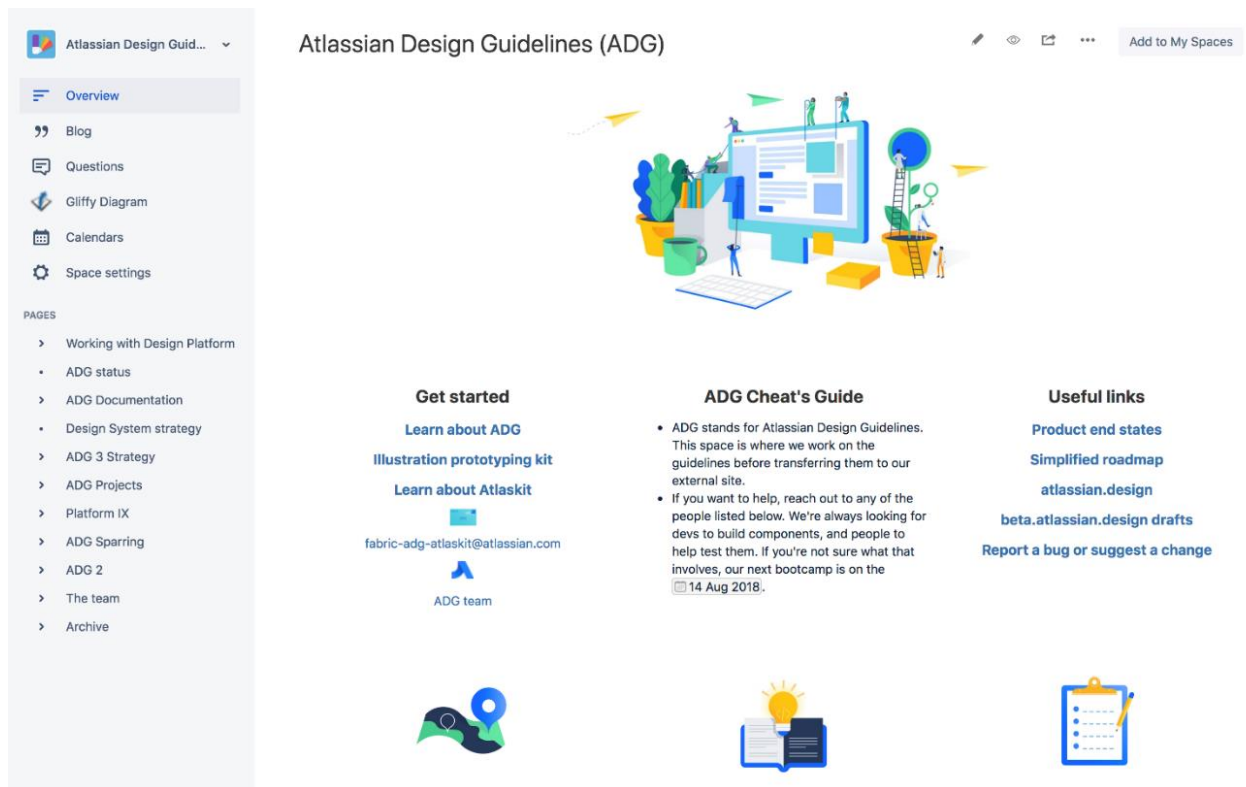 Atlassian Design Guid...
Overview
Blog
Questions
Gliffy Diagram
Calendars
Space settings
PAGES
Working with Design Platform
ADG status
ADG Documentation
Design System strategy
ADG 3 Strategy
ADG Projects
Platform IX
ADG Sparring
ADG 2
The team
Archive
Atlassian Design Guidelines (ADG)
Add to My Spaces
Get started
Learn about ADG
Illustration prototyping kit
Learn about Atlaskit
fabric-adg-atlaskit@atlassian.com
ADG team
ADG Cheat's Guide
• ADG stands for Atlassian Design Guidelines.
This space is where we work on the
guidelines before transferring them to our
external site.
• If you want to help, reach out to any of the
people listed below. We're always looking for
devs to build components, and people to
help test them. If you're not sure what that
involves, our next bootcamp is on the
14 Aug 2018.
Useful links
Product end states
Simplified roadmap
atlassian.design
beta.atlassian.design drafts
Report a bug or suggest a change